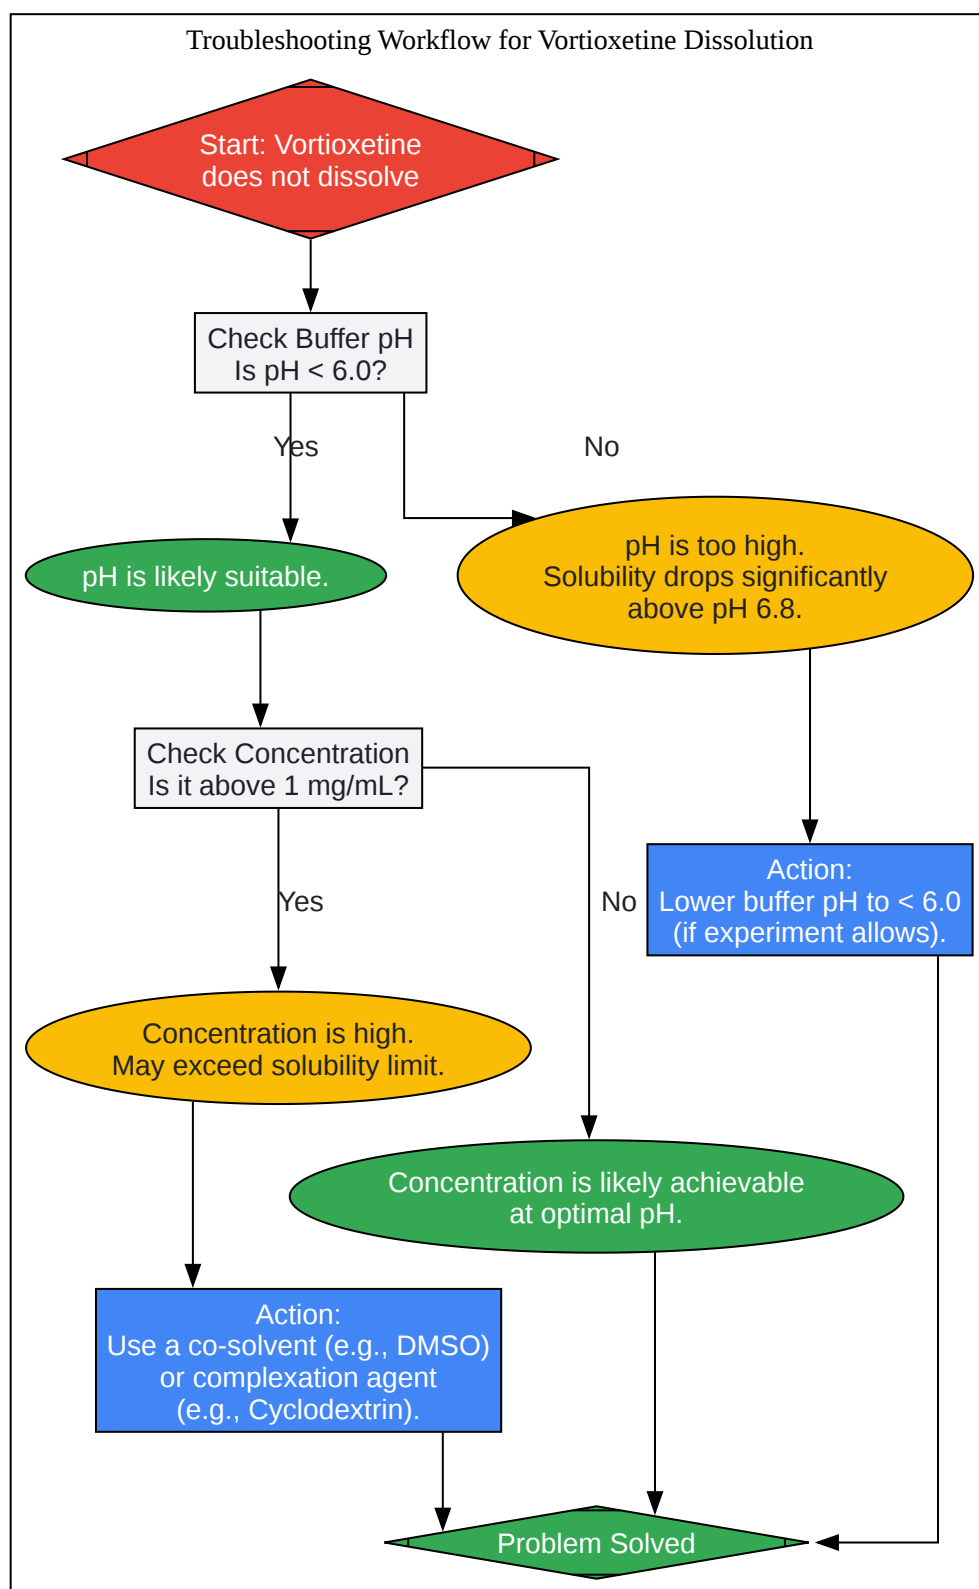 Troubleshooting Workflow for Vortioxetine Dissolution
Start: Vortioxetine
does not dissolve
Check Buffer pH
Is pH < 6.0?
Yes
No
pH is likely suitable.
pH is too high.
Solubility drops significantly
above pH 6.8.
Check Concentration
Is it above 1 mg/mL?
Yes
No
Action:
Lower buffer pH to < 6.0
(if experiment allows).
Concentration is high.
May exceed solubility limit.
Concentration is likely achievable
at optimal pH.
Action:
Use a co-solvent (e.g., DMSO)
or complexation agent
(e.g., Cyclodextrin).
Problem Solved